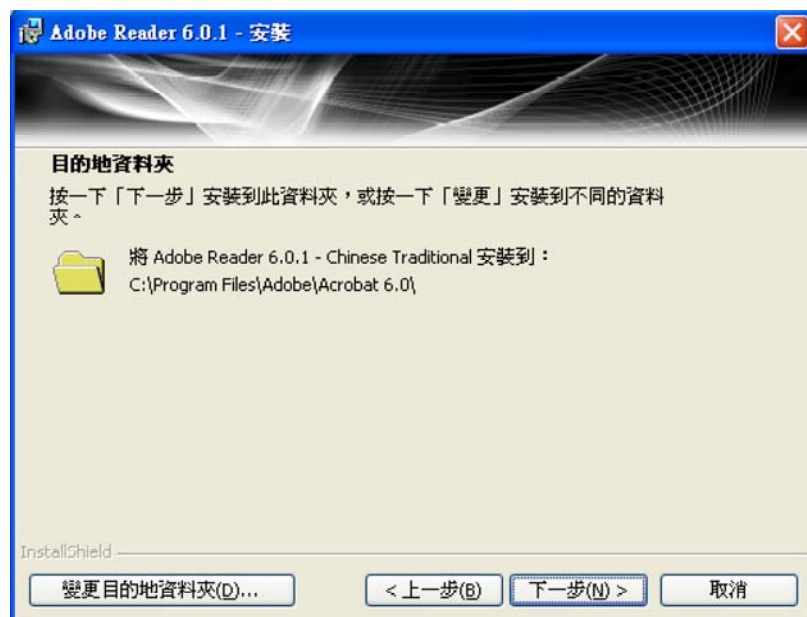 Adobe Reader 6.0.1 - 安裝
目的地資料夾
按一下「下一步」安裝到此資料夾，或按一下「變更」安裝到不同的資料
夾。
將 Adobe Reader 6.0.1 - Chinese Traditional 安裝到：
C:\Program Files\Adobe\Acrobat 6.0\
InstallShield
變更目的地資料夾(D)...
<上一步(B)
下一步(N) >
取消